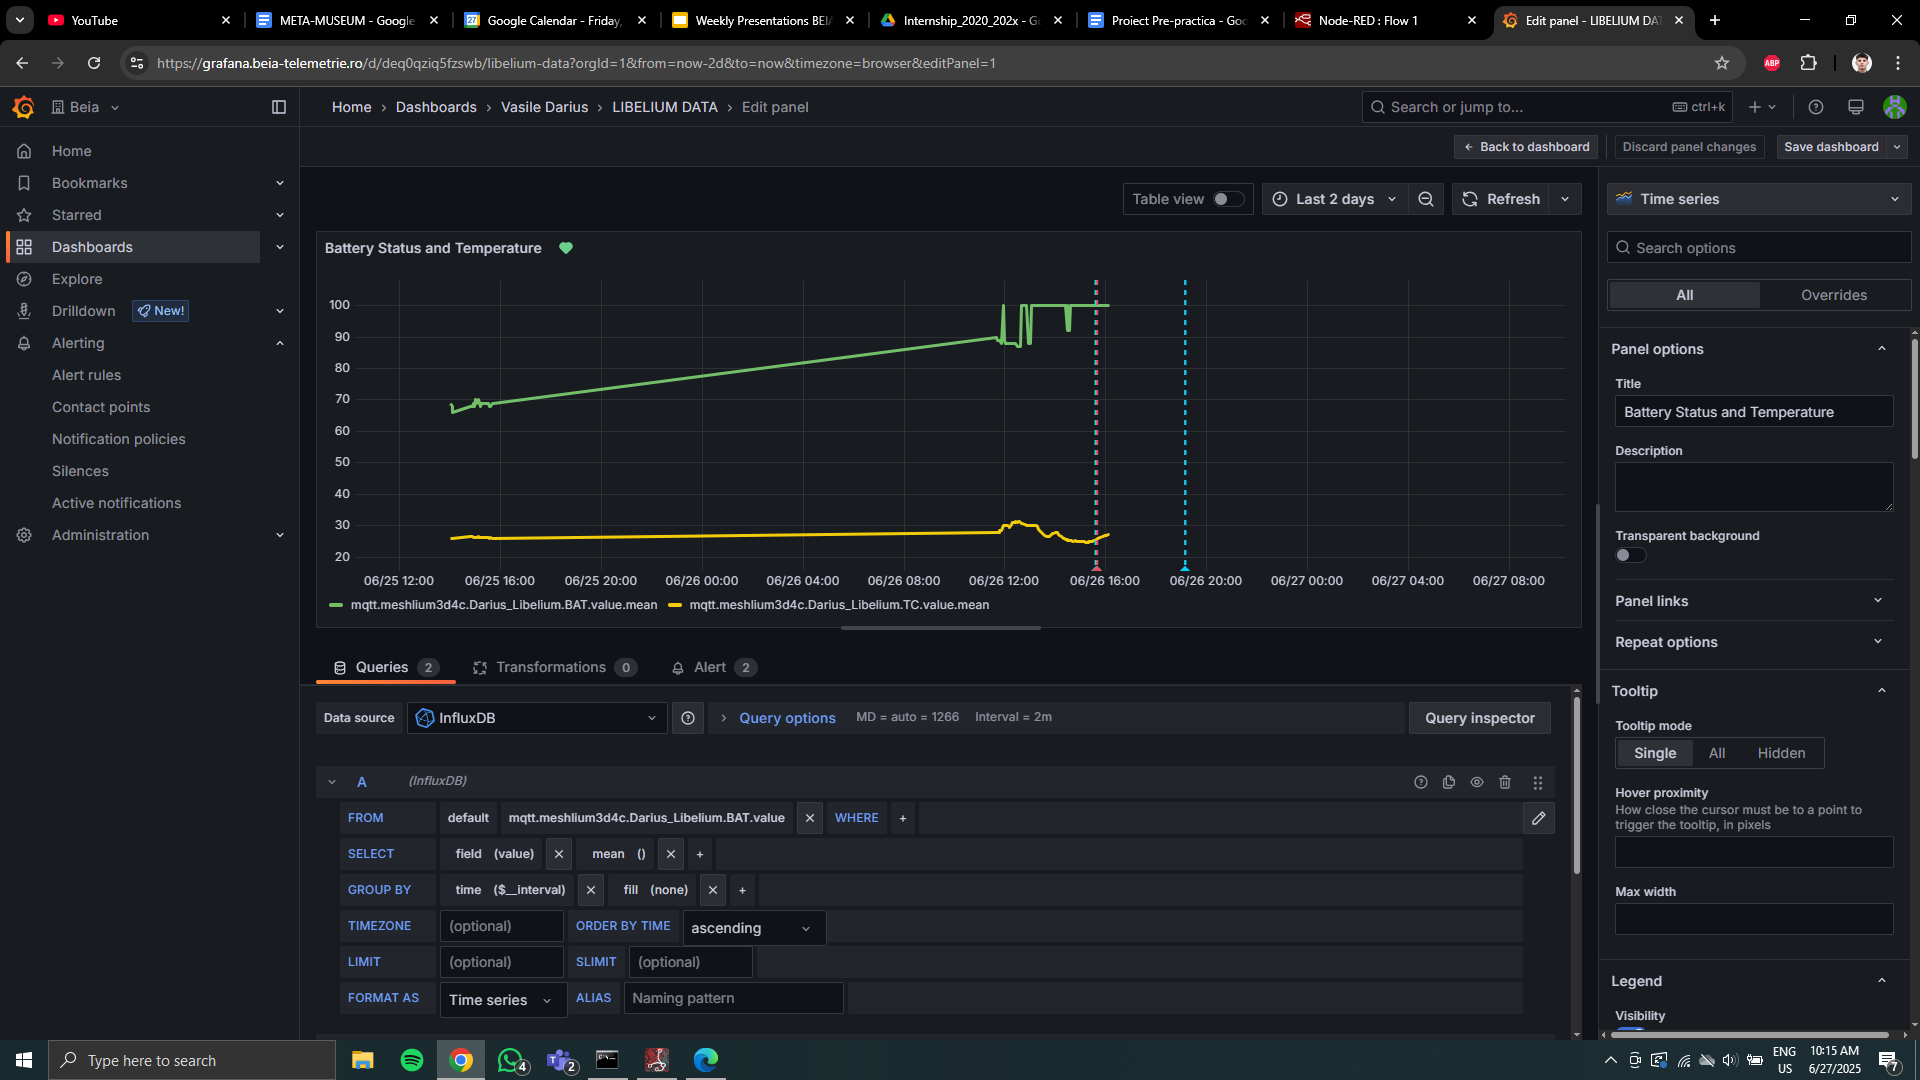 YouTube
META-MUSEUM - Google
Google Calendar - Friday,
Weekly Presentations BEIA
Internship_2020_202x - Go
Proiect Pre-practica - Goo
Node-RED : Flow 1
Edit panel - LIBELIUM DAT
https://grafana.beia-telemetrie.ro/d/deq0qziq5fzswb/libelium-data?orgId=1&from=now-2d&to=now&timezone=browser&editPanel=1
ABP
Beia
Home › Dashboards › Vasile Darius › LIBELIUM DATA › Edit panel
Search or jump to...
ctrl+k
Back to dashboard
Discard panel changes
Save dashboard
Home
Bookmarks
Starred
Dashboards
Explore
Drilldown
New!
Alerting
Alert rules
Contact points
Notification policies
Silences
Active notifications
Administration
Table view
Last 2 days
Refresh
Battery Status and Temperature
100
90
80
70
60
50
40
30
20
06/25 12:00
06/25 16:00
06/25 20:00
06/26 00:00
06/26 04:00
06/26 08:00
06/26 12:00
06/26 16:00
06/26 20:00
06/27 00:00
06/27 04:00
06/27 08:00
mqtt.meshlium3d4c.Darius_Libelium.BAT.value.mean
mqtt.meshlium3d4c.Darius_Libelium.TC.value.mean
Queries 2
Transformations 0
Alert 2
Data source
InfluxDB
Query options
MD = auto = 1266
Interval = 2m
Query inspector
A
(InfluxDB)
FROM default mqtt.meshlium3d4c.Darius_Libelium.BAT.value WHERE +
SELECT field (value) mean () +
GROUP BY time ($__interval) fill (none) +
TIMEZONE (optional) ORDER BY TIME ascending
LIMIT (optional) SLIMIT (optional)
FORMAT AS Time series ALIAS Naming pattern
Time series
Search options
All
Overrides
Panel options
Title
Battery Status and Temperature
Description
Transparent background
Panel links
Repeat options
Tooltip
Tooltip mode
Single
All
Hidden
Hover proximity
How close the cursor must be to a point to
trigger the tooltip, in pixels
Max width
Legend
Visibility
Type here to search
4
2
ENG
US
10:15 AM
6/27/2025
7